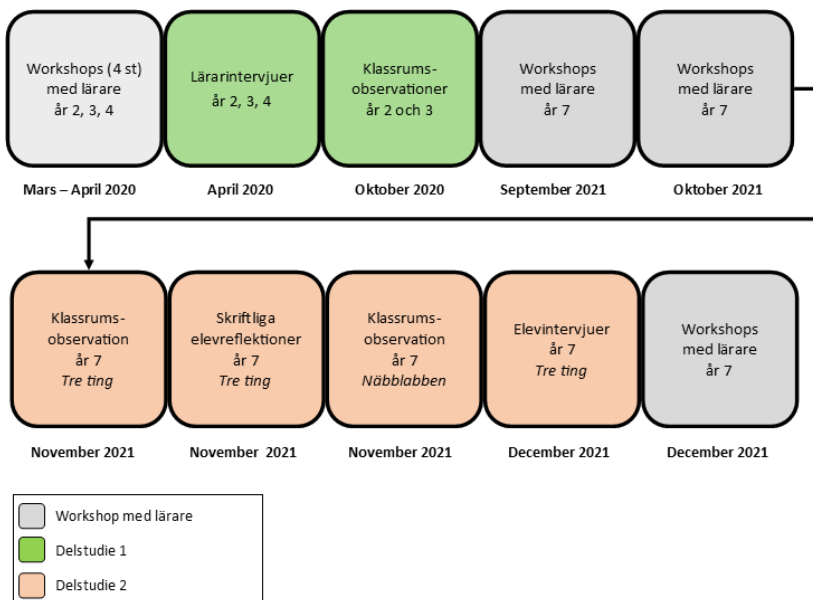 Workshops (4 st)
med lärare
år 2, 3, 4
Lärarintervjuer
år 2, 3, 4
Klassrums-
observationer
år 2 och 3
Workshops
med lärare
år 7
Workshops
med lärare
år 7
Mars – April 2020
April 2020
Oktober 2020
September 2021
Oktober 2021
Klassrums-
observation
år 7
Tre ting
Skriftliga
elevreflektioner
år 7
Tre ting
Klassrums-
observation
år 7
Näbblabben
Elevintervjuer
år 7
Tre ting
Workshops
med lärare
år 7
November 2021
November 2021
November 2021
December 2021
December 2021
Workshop med lärare
Delstudie 1
Delstudie 2